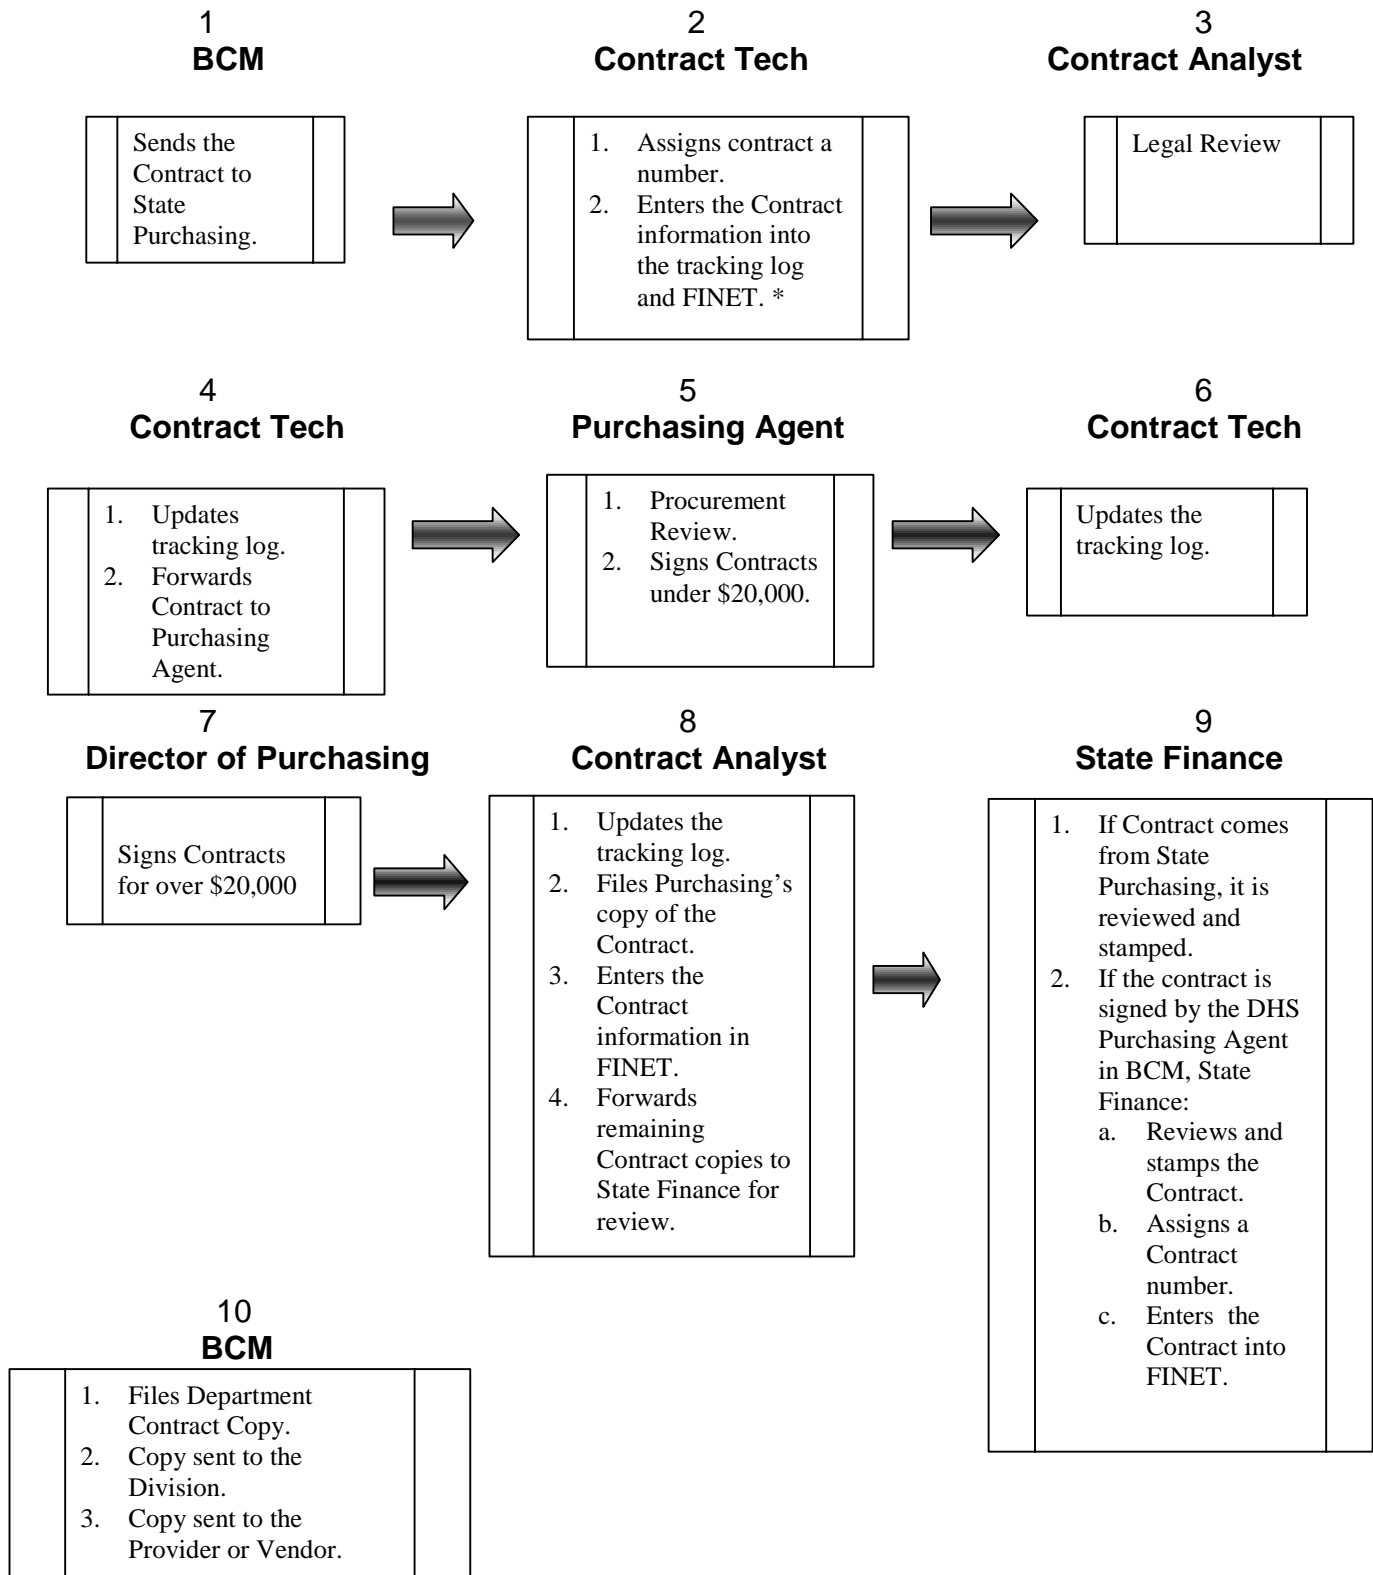 1
BCM
Sends the
Contract to
State
Purchasing.
2
Contract Tech
1. Assigns contract a
number.
2. Enters the Contract
information into
the tracking log
and FINET. *
3
Contract Analyst
Legal Review
4
Contract Tech
1. Updates
tracking log.
2. Forwards
Contract to
Purchasing
Agent.
5
Purchasing Agent
1. Procurement
Review.
2. Signs Contracts
under $20,000.
6
Contract Tech
Updates the
tracking log.
7
Director of Purchasing
Signs Contracts
for over $20,000
8
Contract Analyst
1. Updates the
tracking log.
2. Files Purchasing’s
copy of the
Contract.
3. Enters the
Contract
information in
FINET.
4. Forwards
remaining
Contract copies to
State Finance for
review.
9
State Finance
1. If Contract comes
from State
Purchasing, it is
reviewed and
stamped.
2. If the contract is
signed by the DHS
Purchasing Agent
in BCM, State
Finance:
a. Reviews and
stamps the
Contract.
b. Assigns a
Contract
number.
c. Enters the
Contract into
FINET.
10
BCM
1. Files Department
Contract Copy.
2. Copy sent to the
Division.
3. Copy sent to the
Provider or Vendor.